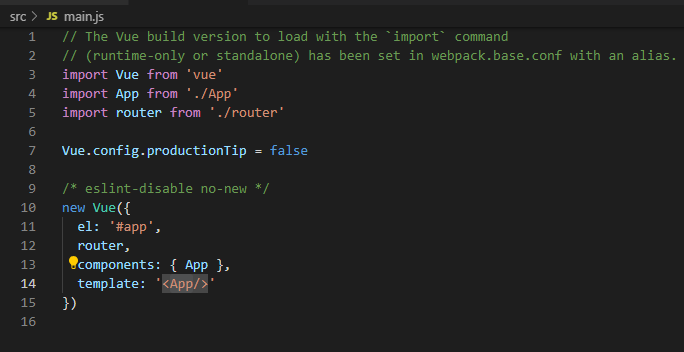 src > JS main.js
1 // The Vue build version to load with the `import` command
2 // (runtime-only or standalone) has been set in webpack.base.conf with an alias.
3 import Vue from 'vue'
4 import App from './App'
5 import router from './router'
6
7 Vue.config.productionTip = false
8
9 /* eslint-disable no-new */
10 new Vue({
11   el: '#app',
12   router,
13   components: { App },
14   template: '<App/>'
15 })
16